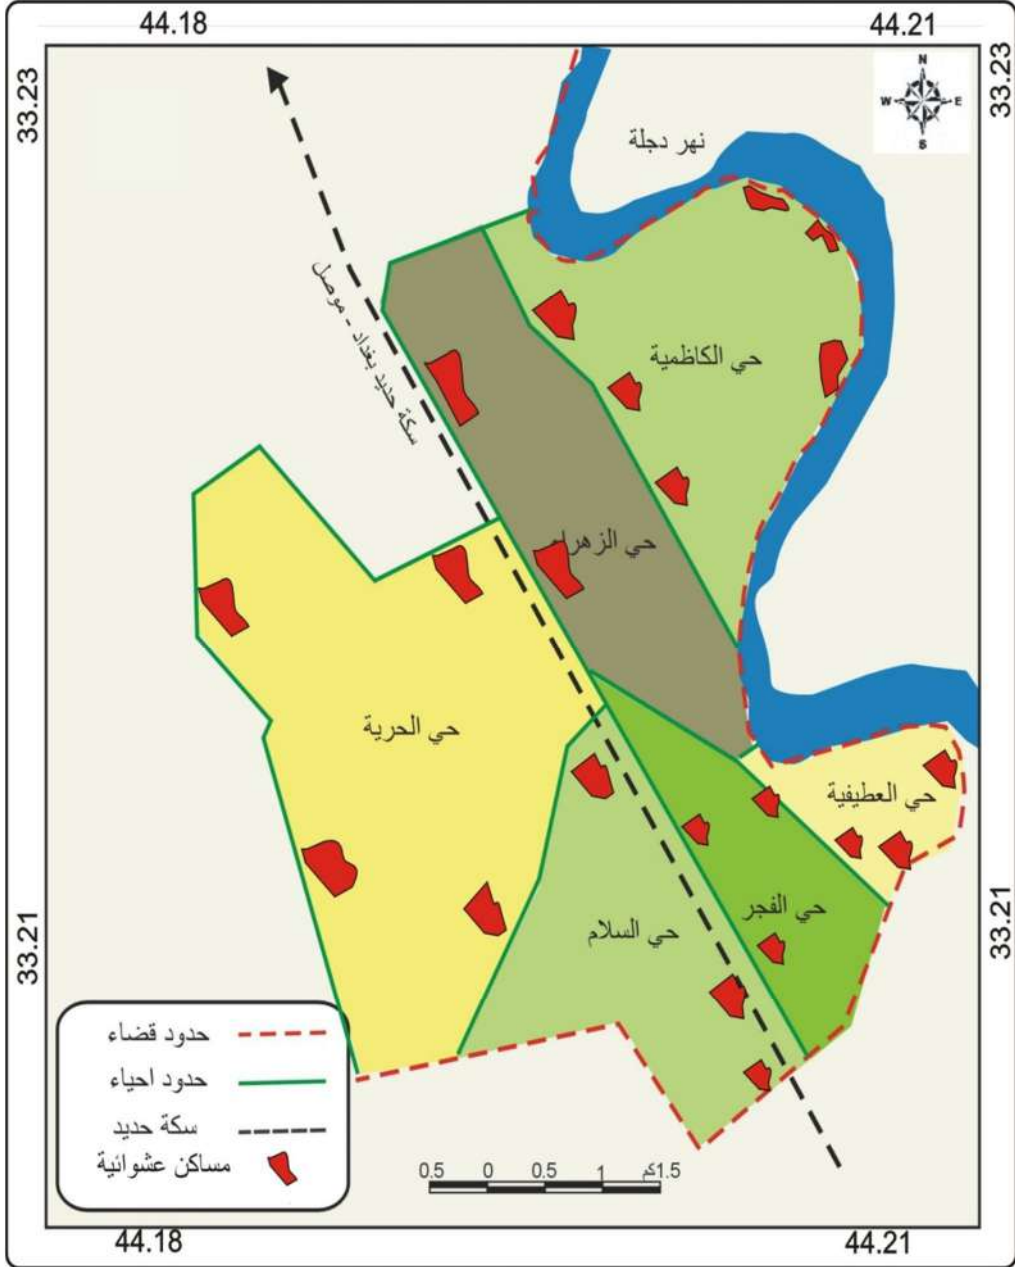 44.18
44.21
33.23
33.23
N
W E
S
نهر دجلة
سكة حديد بغداد - موصل
حي الكاظمية
حي الزهراء
حي الحرية
حي العطيفية
حي الفجر
حي السلام
33.21
33.21
حدود قضاء
حدود احياء
سكة حديد
مساكن عشوائية
0.5 0 0.5 1 1.5كم
44.18
44.21